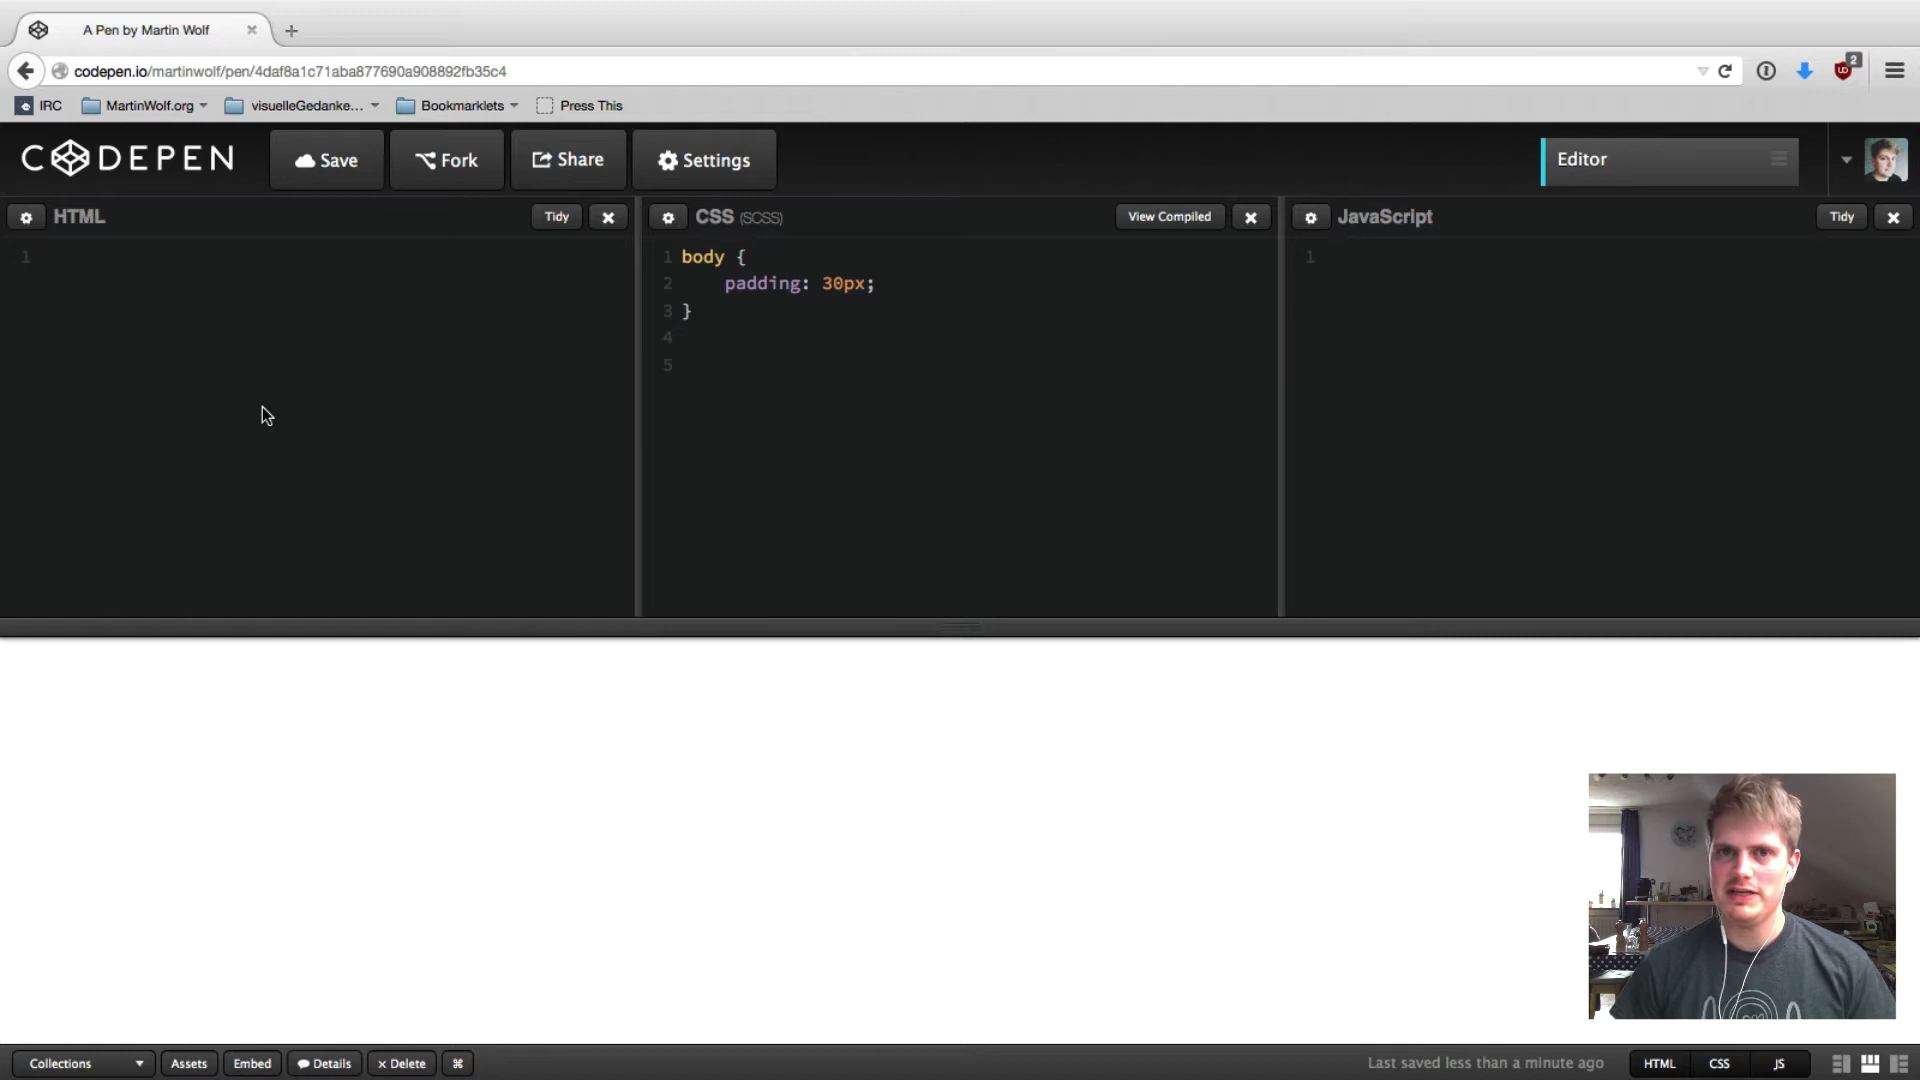 A Pen by Martin Wolf
codepen.io/martinwolf/pen/4daf8a1c71aba877690a908892fb35c4
2
IRC MartinWolf.org visuelleGedanke... Bookmarklets Press This
CODEPEN Save Fork Share Settings Editor
HTML Tidy
1
CSS (SCSS) View Compiled
1 body {
2 padding: 30px;
3 }
4
5
JavaScript Tidy
1
Collections Assets Embed Details × Delete ⌘ Last saved less than a minute ago HTML CSS JS